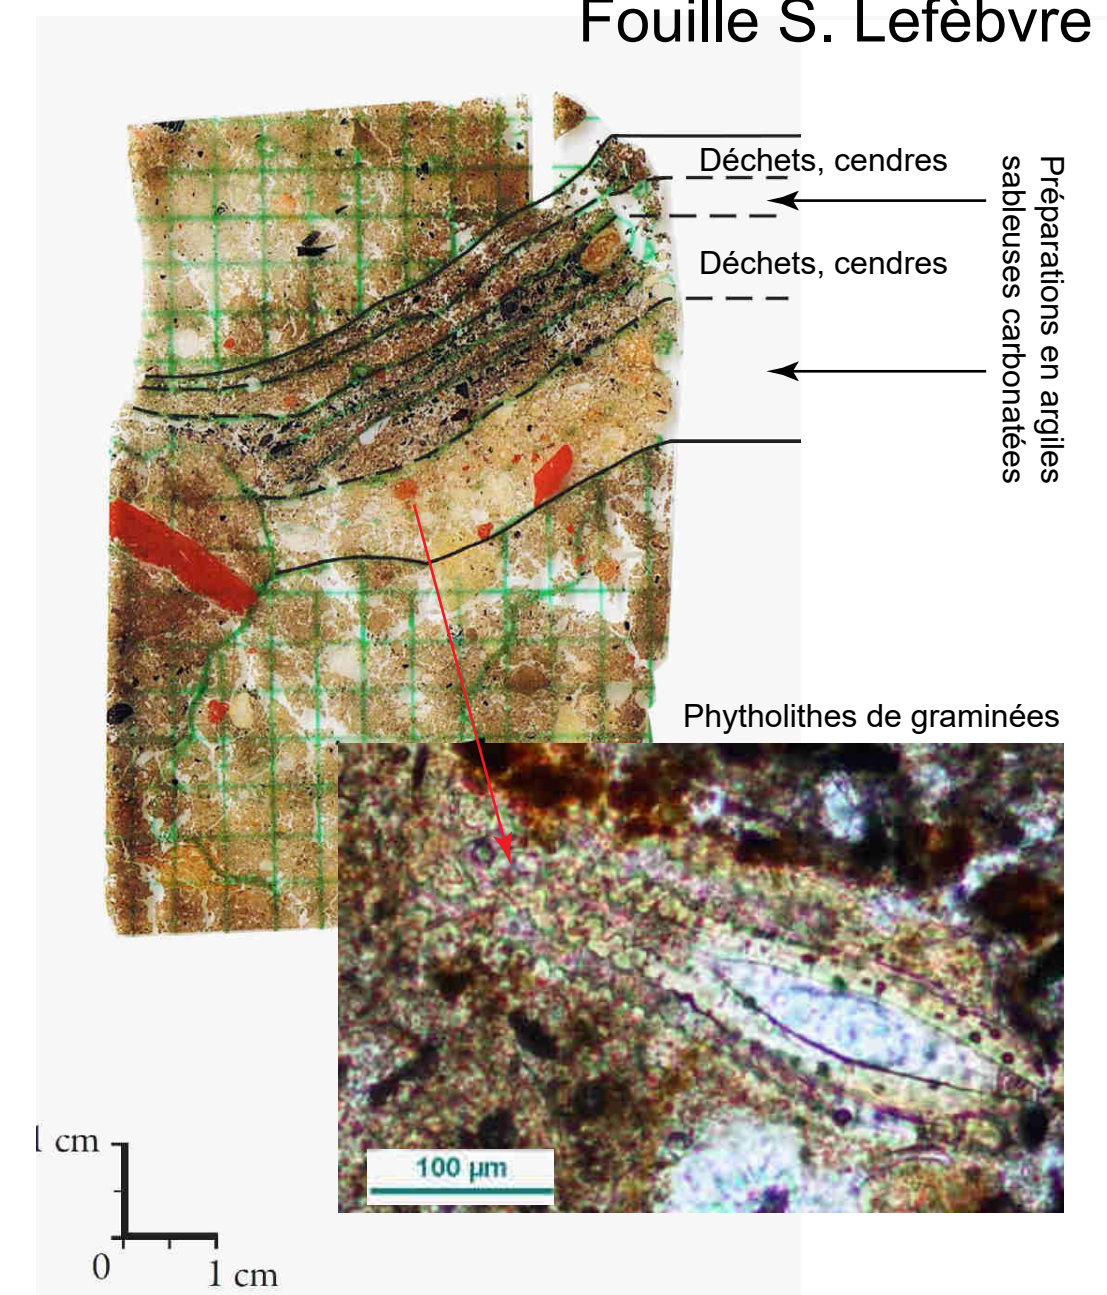 Fouille S. Lefèbvre
Déchets, cendres
Déchets, cendres
Préparations en argiles
sableuses carbonatées
Phytholithes de graminées
100 µm
1 cm
0
1 cm